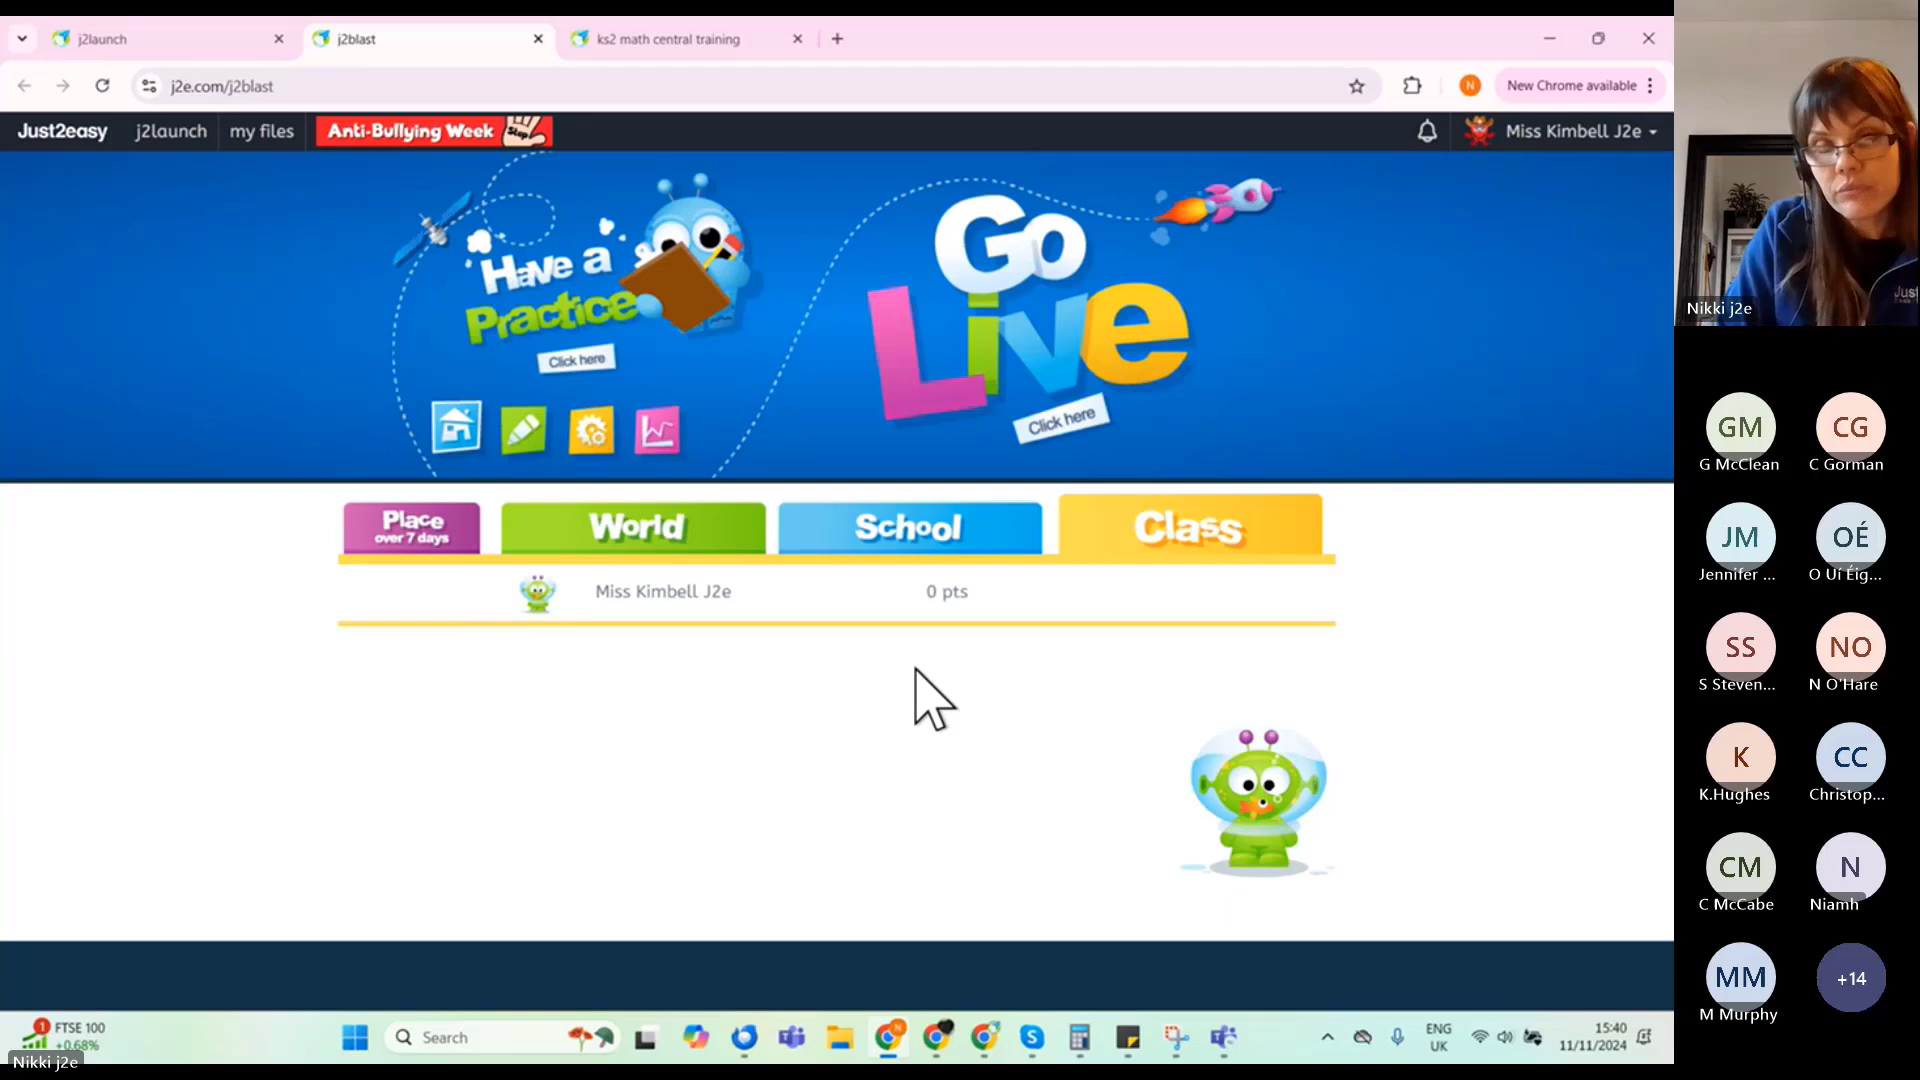 j2launch
j2blast
ks2 math central training
j2e.com/j2blast
N
New Chrome available
Just2easy
j2launch
my files
Anti-Bullying Week
Stop
Miss Kimbell J2e
Have a
Practice
Click here
Go
Live
Click here
Place
over 7 days
World
School
Class
Miss Kimbell J2e
0 pts
Nikki j2e
Just
GM
G McClean
CG
C Gorman
JM
Jennifer ...
OÉ
O Uí Éig...
SS
S Steven...
NO
N O'Hare
K
K.Hughes
CC
Christop...
CM
C McCabe
N
Niamh
MM
M Murphy
+14
1
FTSE 100
+0.68%
Search
ENG
UK
15:40
11/11/2024
Nikki j2e